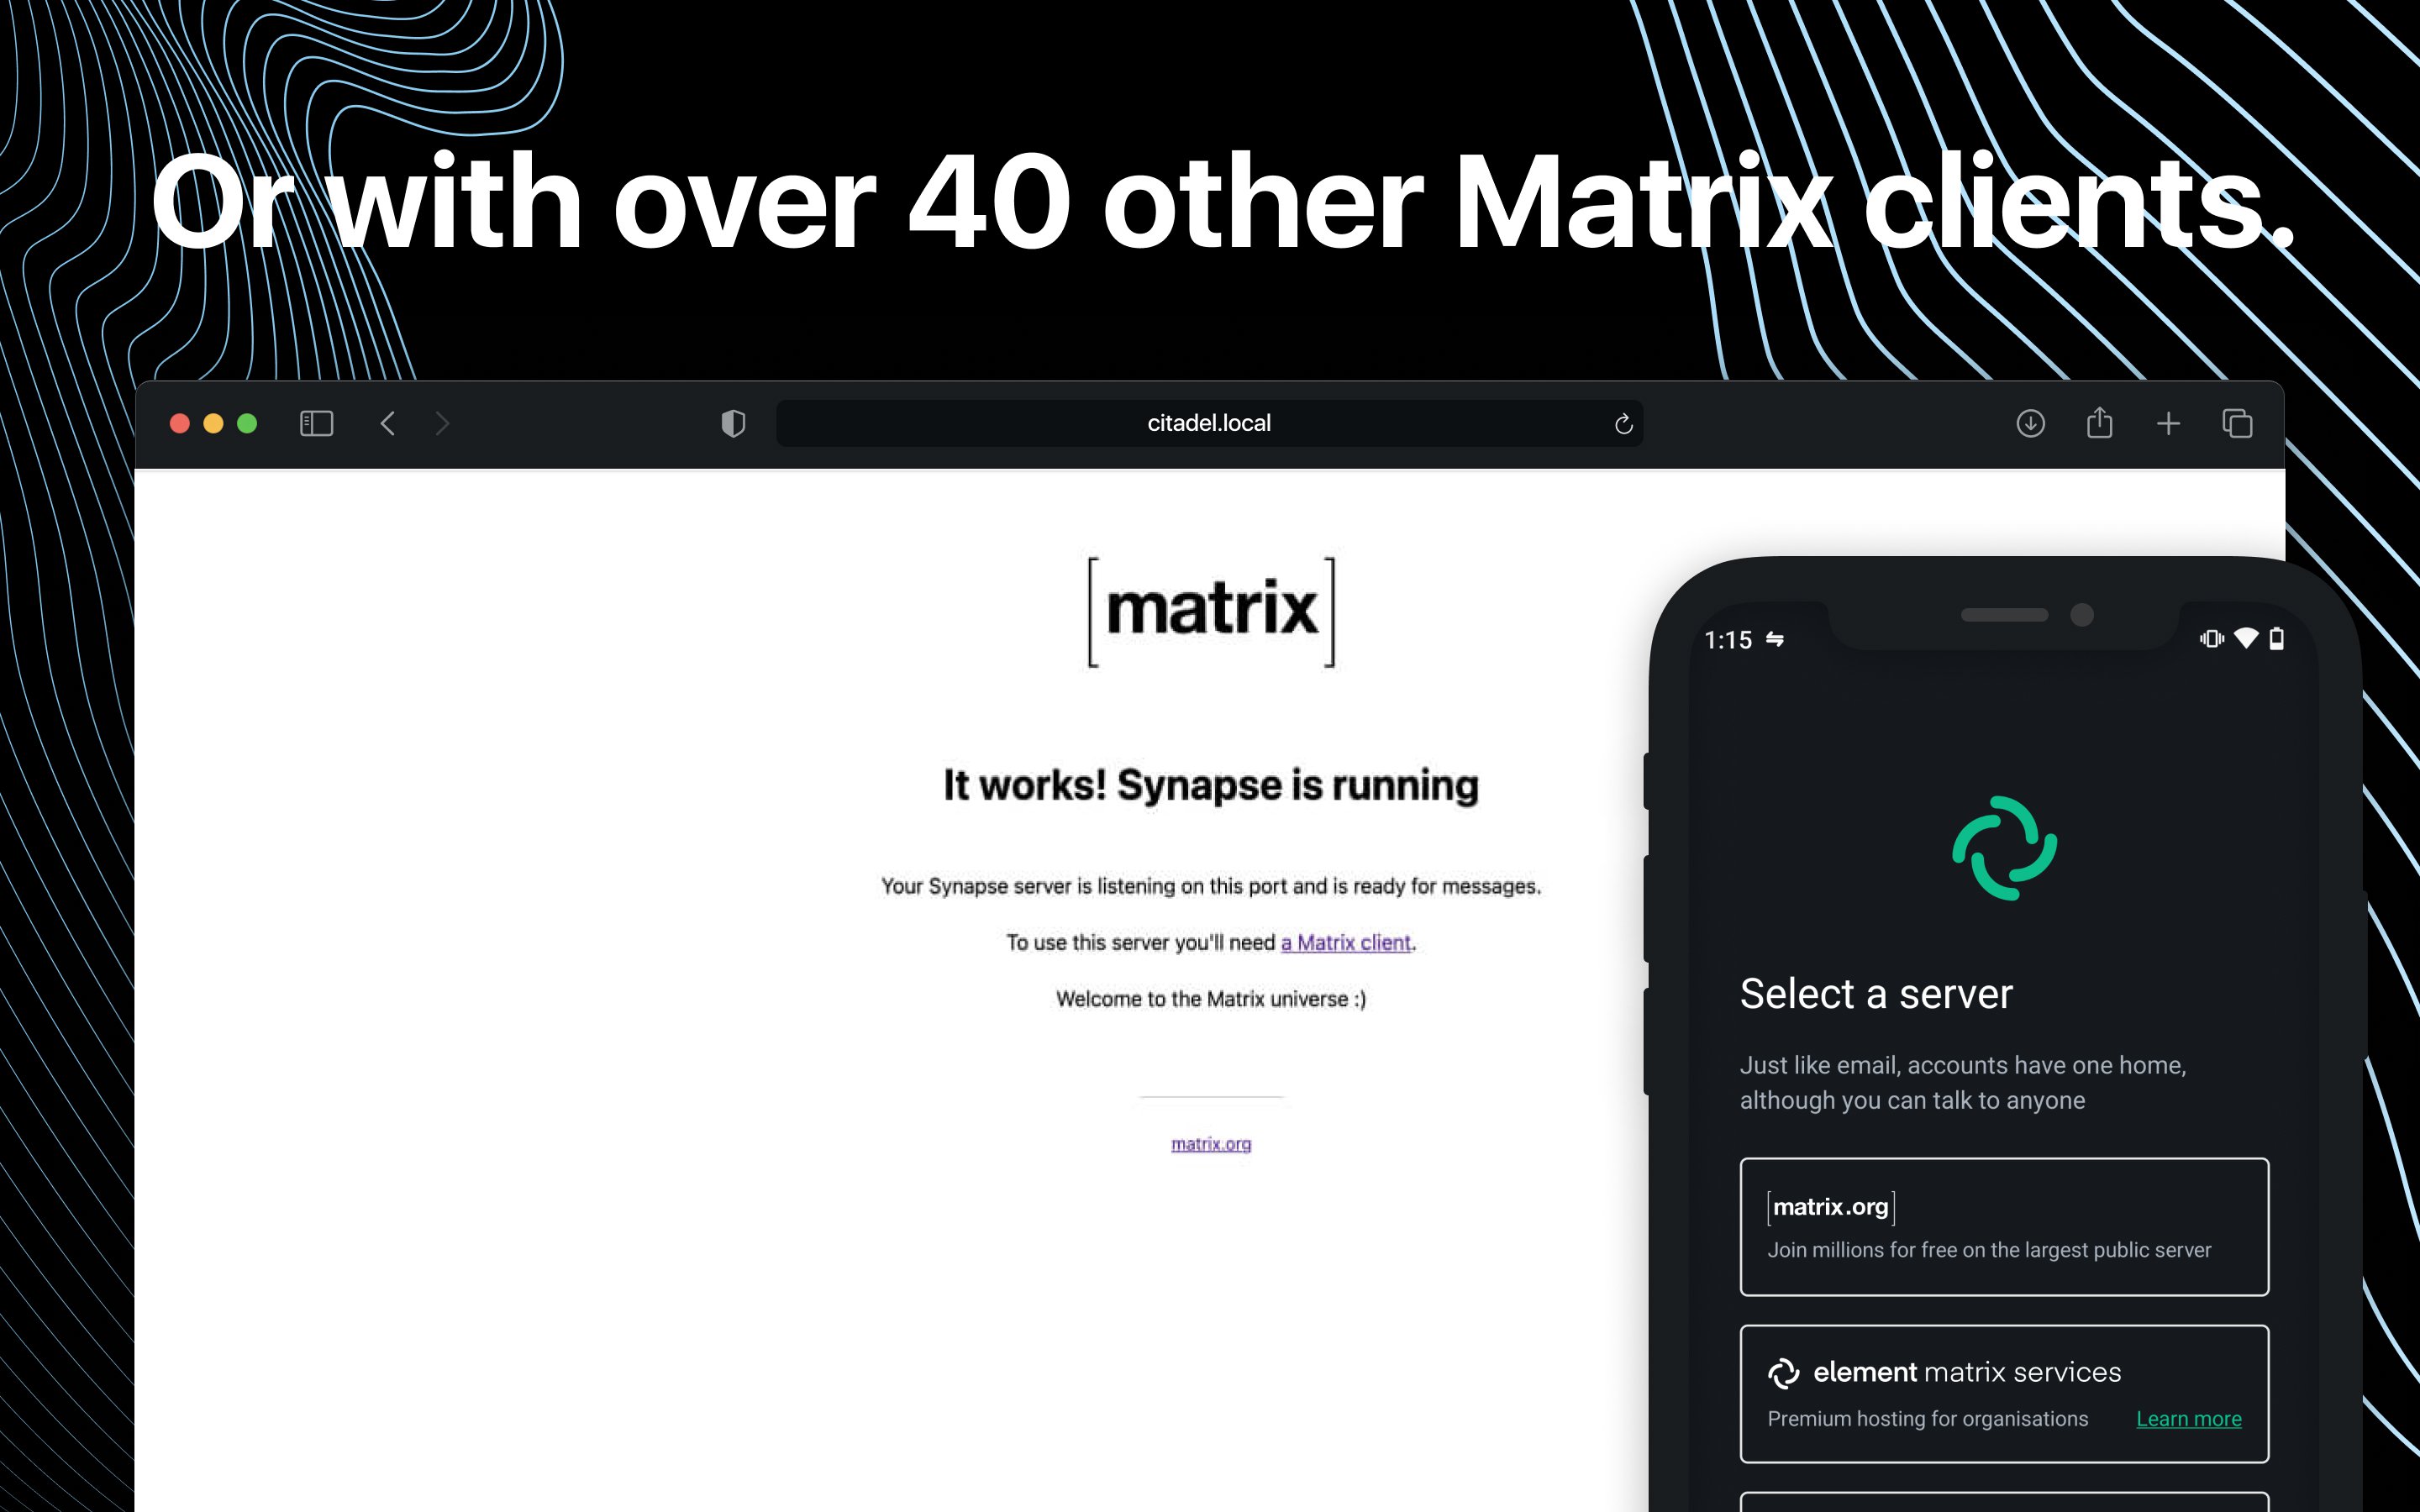 Or with over 40 other Matrix clients.
citadel.local
[matrix]
It works! Synapse is running
Your Synapse server is listening on this port and is ready for messages.
To use this server you'll need a Matrix client.
Welcome to the Matrix universe :)
matrix.org
1:15
Select a server
Just like email, accounts have one home,
although you can talk to anyone
[matrix.org]
Join millions for free on the largest public server
element matrix services
Premium hosting for organisations Learn more